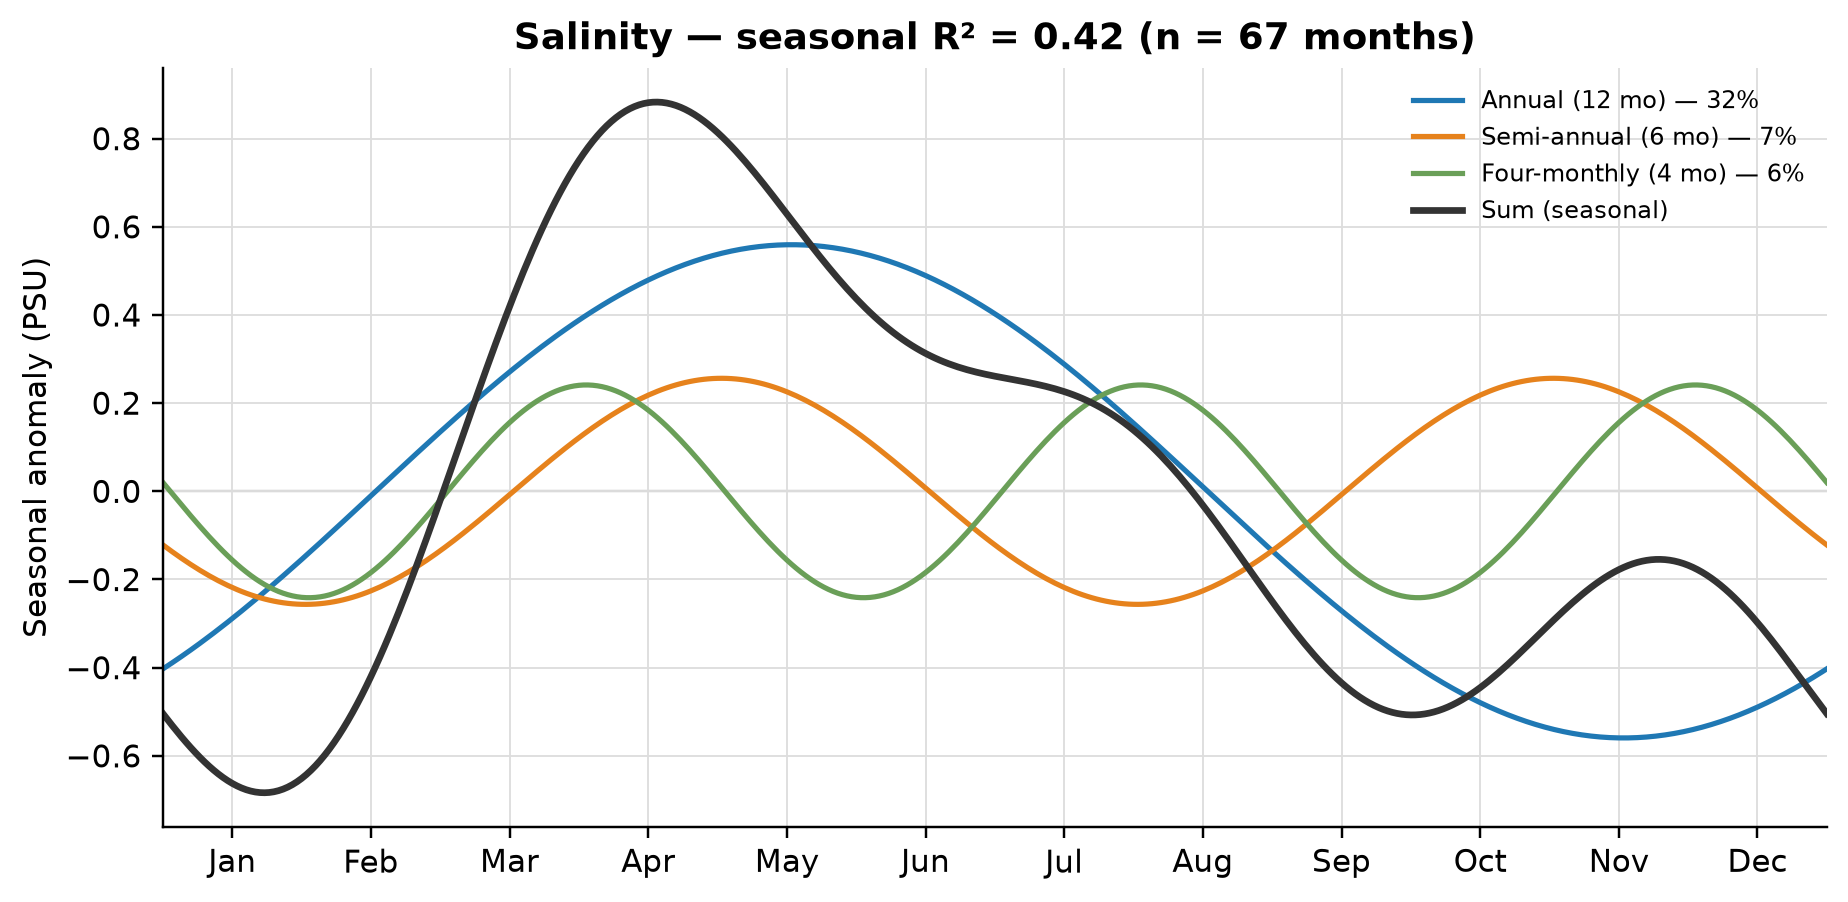 Salinity — seasonal R² = 0.42 (n = 67 months)
Annual (12 mo) — 32%
Semi-annual (6 mo) — 7%
Four-monthly (4 mo) — 6%
Sum (seasonal)
Seasonal anomaly (PSU)
0.8
0.6
0.4
0.2
0.0
−0.2
−0.4
−0.6
Jan Feb Mar Apr May Jun Jul Aug Sep Oct Nov Dec